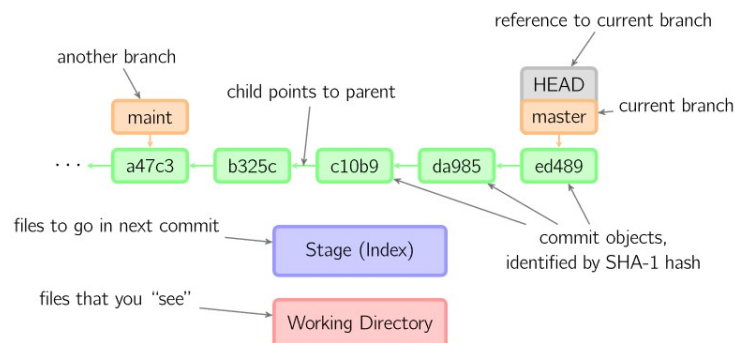 reference to current branch
another branch
HEAD
child points to parent
maint
master
current branch
...
a47c3
b325c
c10b9
da985
ed489
files to go in next commit
Stage (Index)
commit objects,
identified by SHA-1 hash
files that you “see”
Working Directory